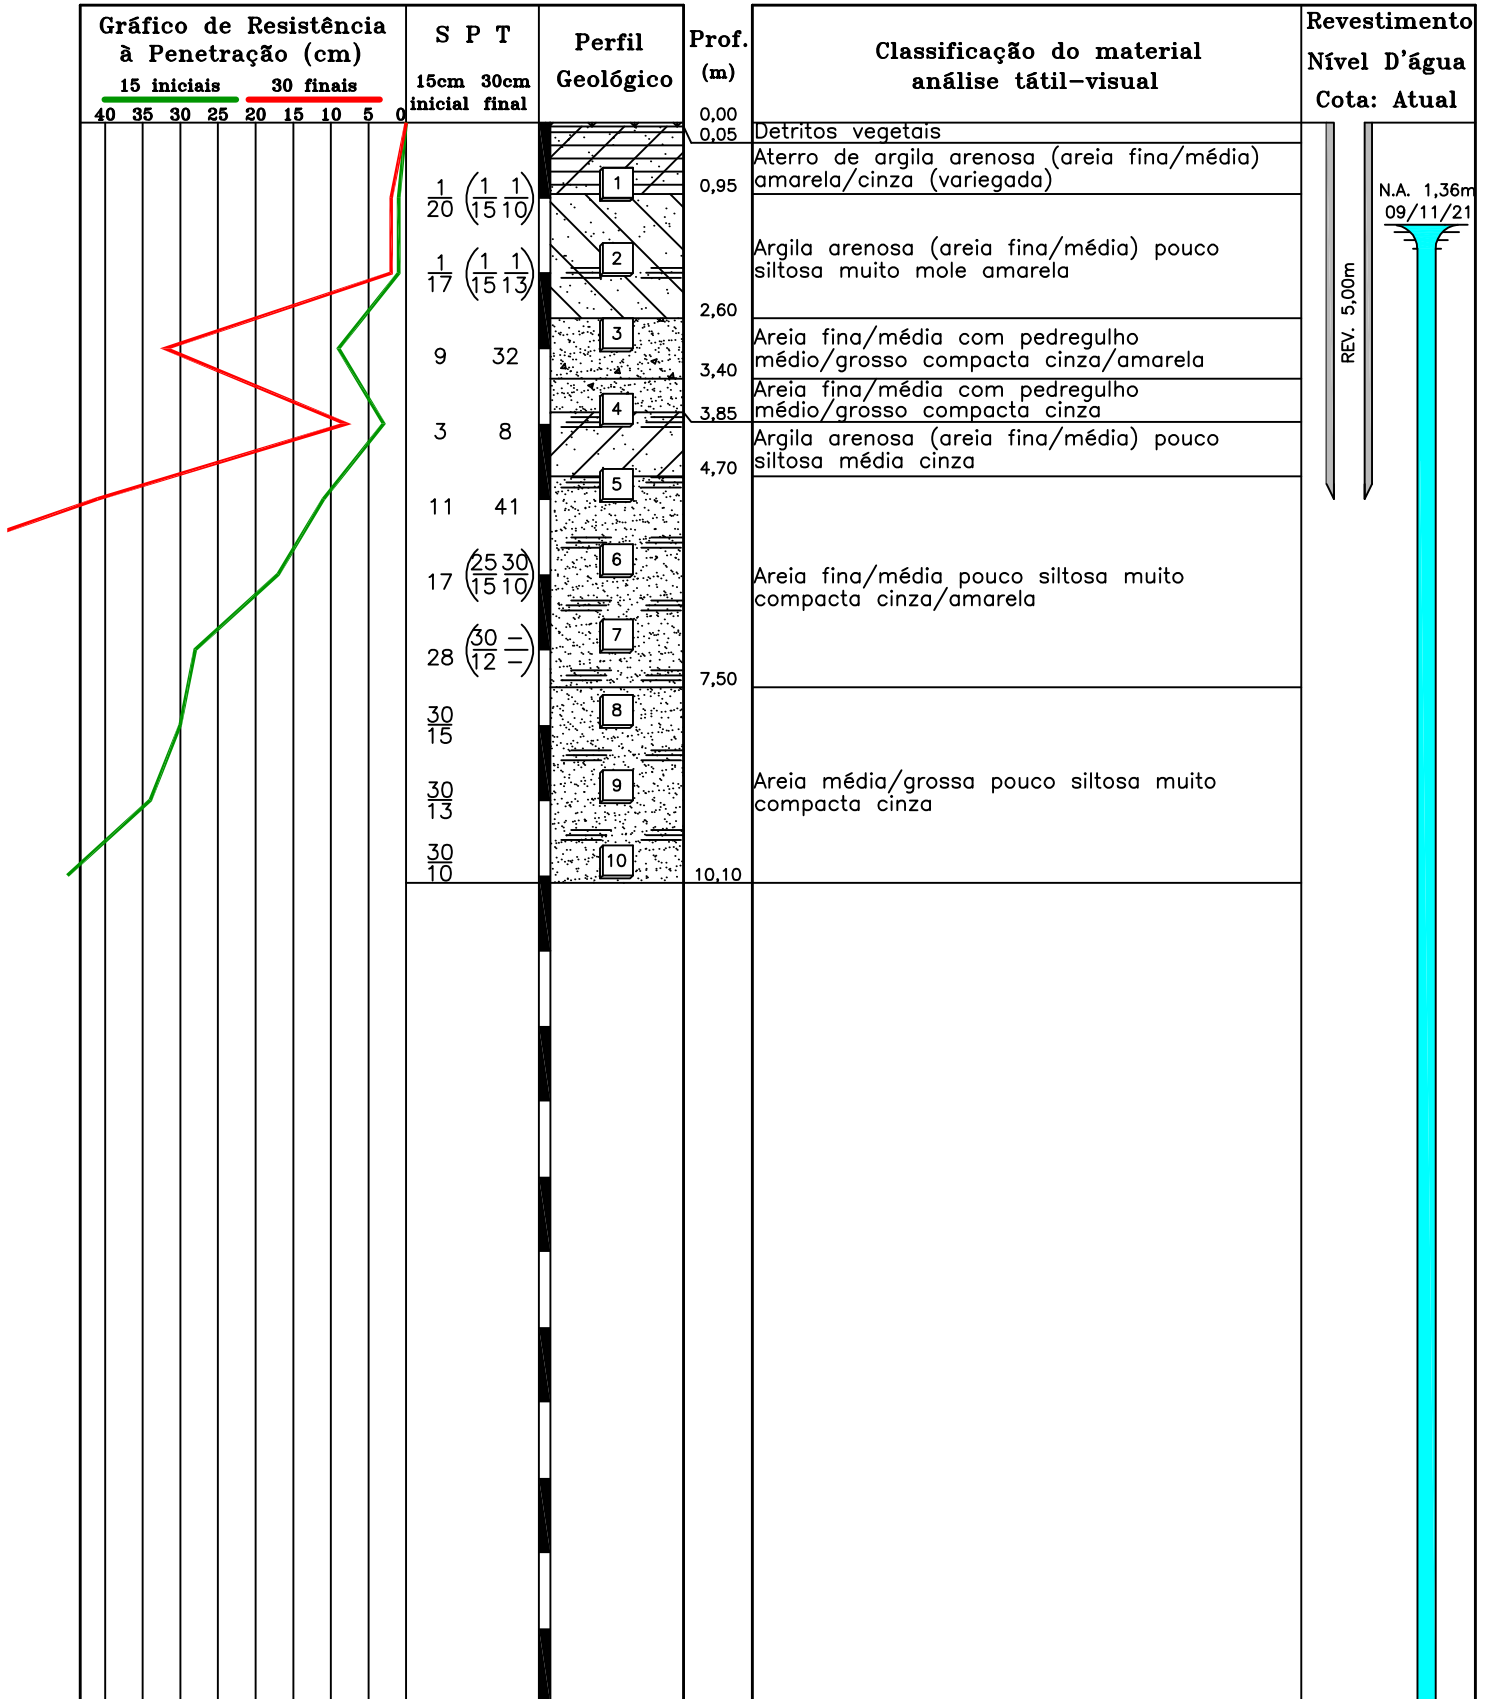 Gráfico de Resistência
à Penetração (cm)
15 iniciais 30 finais
40 35 30 25 20 15 10 5 0
S P T
15cm 30cm
inicial final
Perfil
Geológico
Prof.
(m)
Classificação do material
análise tátil-visual
Revestimento
Nível D'água
Cota: Atual
0,00
0,05 Detritos vegetais
Aterro de argila arenosa (areia fina/média)
amarela/cinza (variegada)
0,95
1
1/20 (1/15 1/10)
N.A. 1,36m
09/11/21
Argila arenosa (areia fina/média) pouco
siltosa muito mole amarela
2
1/17 (1/15 1/13)
2,60
REV. 5,00m
3
Areia fina/média com pedregulho
médio/grosso compacta cinza/amarela
9 32
3,40
Areia fina/média com pedregulho
médio/grosso compacta cinza
4
3,85
3 8
Argila arenosa (areia fina/média) pouco
siltosa média cinza
4,70
5
11 41
6
17 (25/15 30/10)
Areia fina/média pouco siltosa muito
compacta cinza/amarela
7
28 (30/12 -/-)
7,50
8
30/15
9
30/13
Areia média/grossa pouco siltosa muito
compacta cinza
10
30/10
10,10